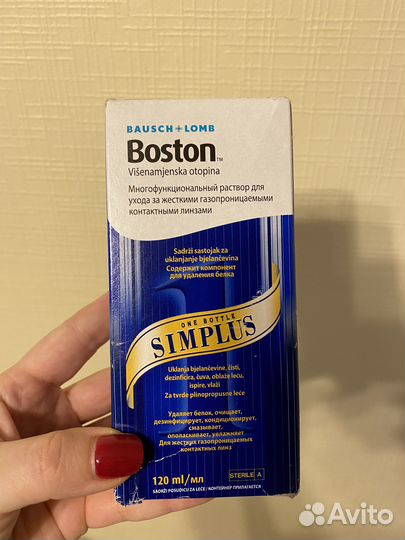 BAUSCH + LOMB
Boston™
Višenamjenska otopina
Многофункциональный раствор для
ухода за жесткими газопроницаемыми
контактными линзами
Sadrži sastojak za
uklanjanje bjelančevina
Содержит компонент
для удаления белка
ONE BOTTLE
SIMPLUS
Uklanja bjelančevine, čisti,
dezinficira, čuva, oblaže leću,
ispire, vlaži
Za tvrde plinopropusne leće
Удаляет белок, очищает,
дезинфицирует, кондиционирует,
смазывает,
ополаскивает, увлажняет
Для жестких газопроницаемых
контактных линз
120 ml/мл
STERILE A
SADRŽI POSUDICU ZA LEĆE / КОНТЕЙНЕР ПРИЛАГАЕТСЯ
Avito